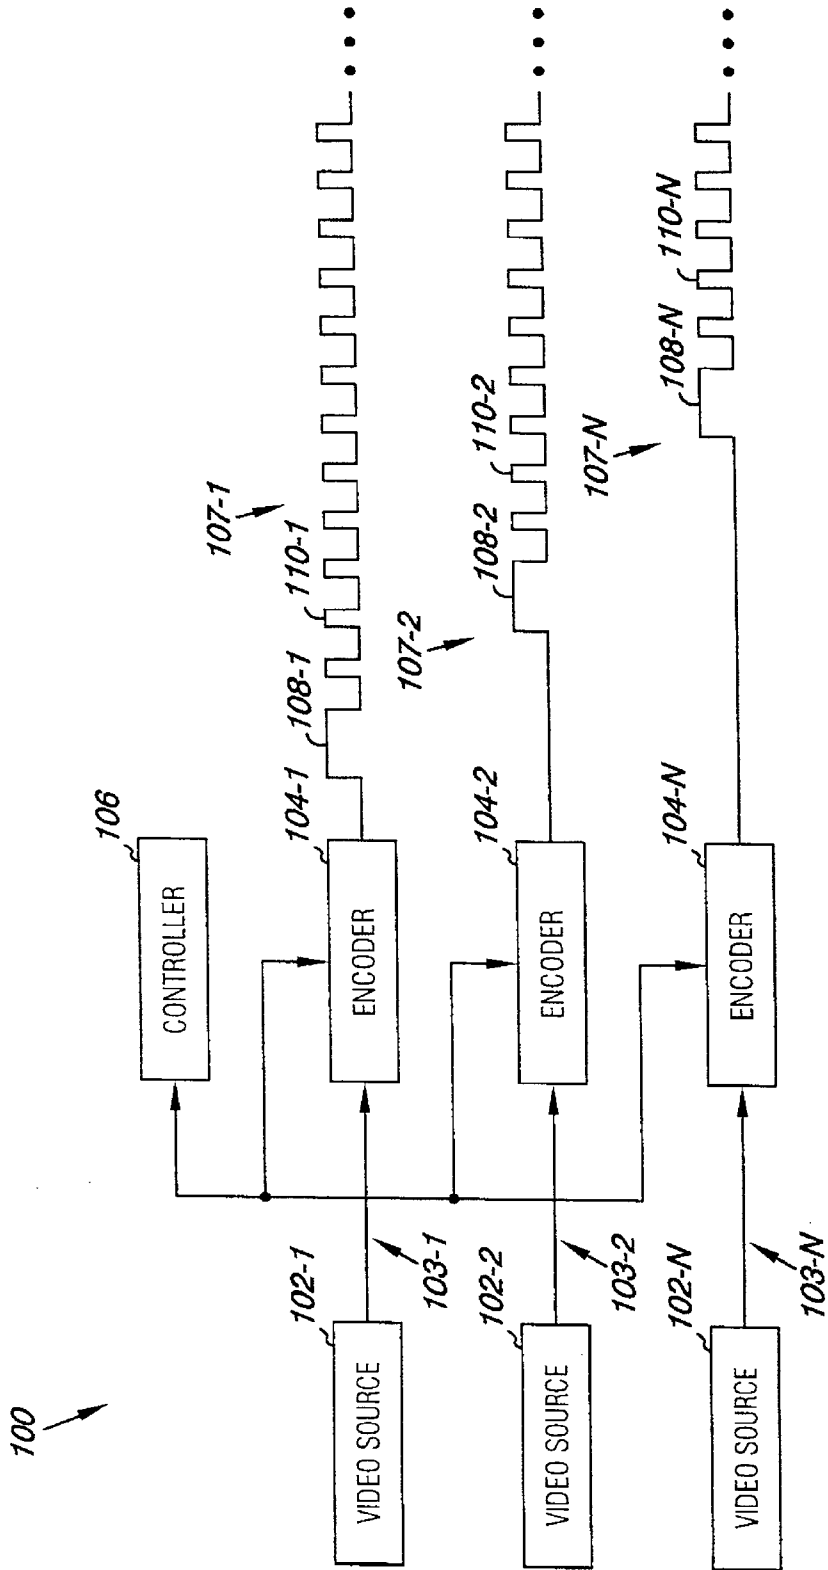 100
106
CONTROLLER
102-1
VIDEO SOURCE
103-1
104-1
ENCODER
108-1
110-1
107-1
102-2
VIDEO SOURCE
103-2
104-2
ENCODER
107-2
108-2
110-2
102-N
VIDEO SOURCE
103-N
104-N
ENCODER
107-N
108-N
110-N